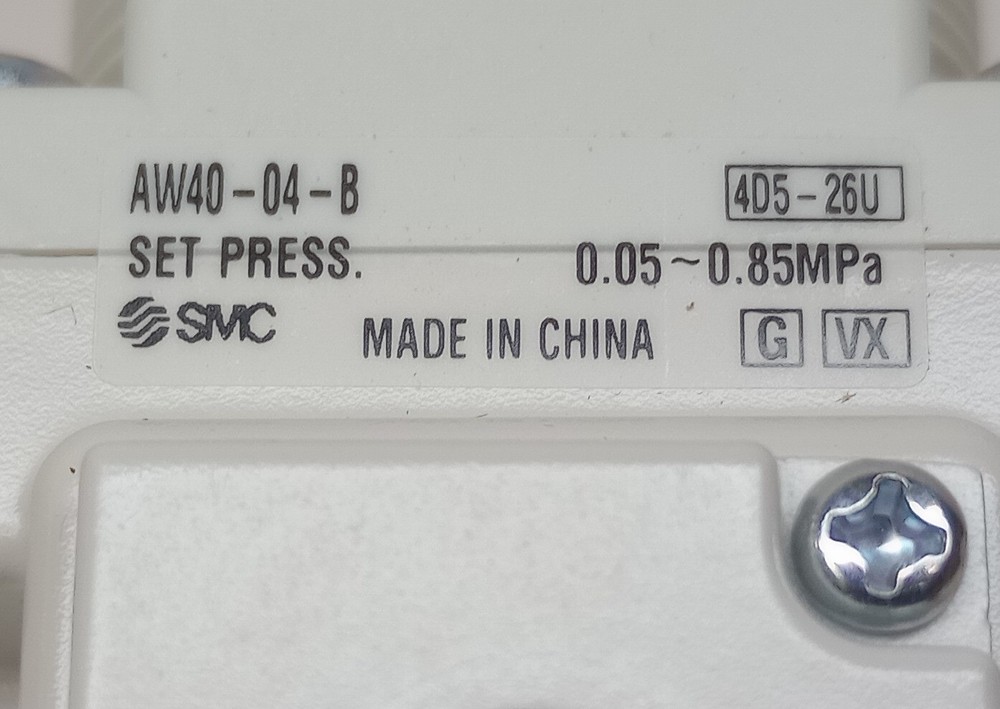 AW40-04-B 4D5-26U
SET PRESS. 0.05~0.85MPa
SMC MADE IN CHINA G VX